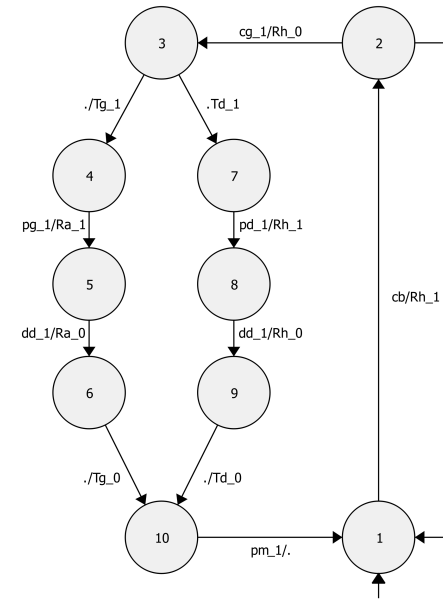 cg_1/Rh_0
3
2
./Tg_1
.Td_1
4
7
pg_1/Ra_1
pd_1/Rh_1
5
8
cb/Rh_1
dd_1/Ra_0
dd_1/Rh_0
6
9
./Tg_0
./Td_0
10
1
pm_1/.